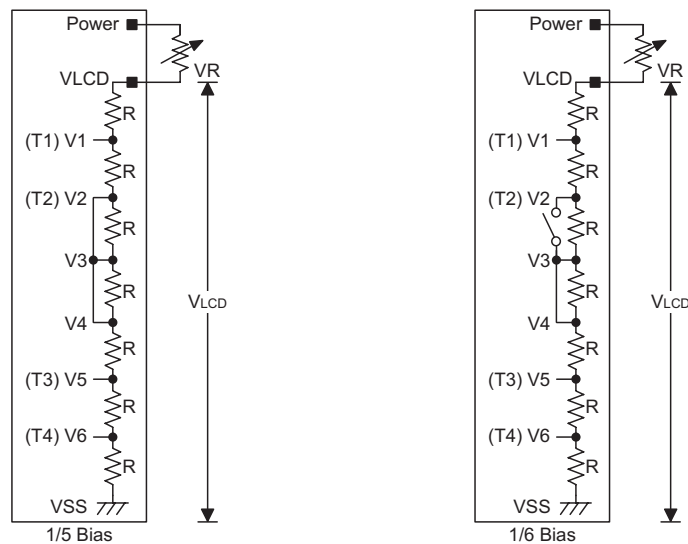 Power
VR
VLCD
R
(T1) V1
R
(T2) V2
R
V3
R
VLCD
V4
R
(T3) V5
R
(T4) V6
R
VSS
1/5 Bias
Power
VR
VLCD
R
(T1) V1
R
(T2) V2
R
V3
R
VLCD
V4
R
(T3) V5
R
(T4) V6
R
VSS
1/6 Bias